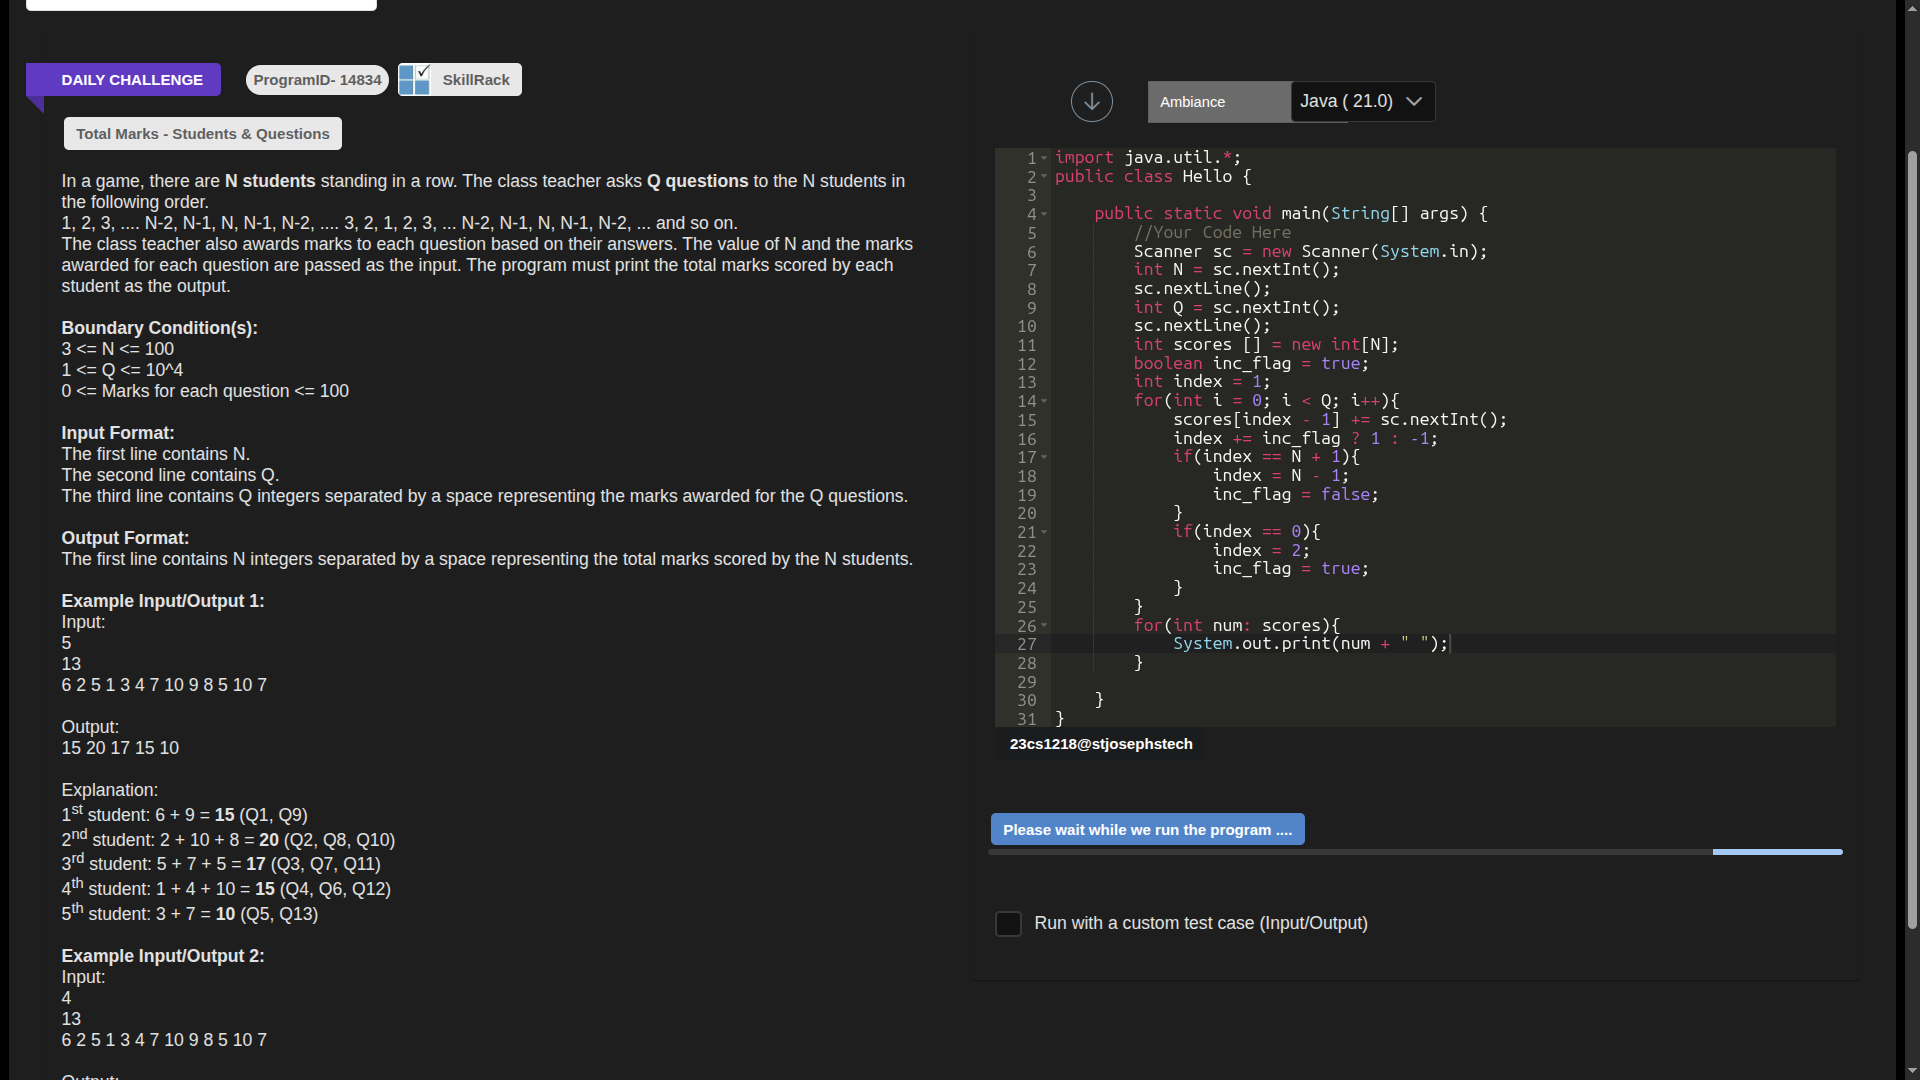 DAILY CHALLENGE
ProgramID- 14834
SkillRack
Total Marks - Students & Questions
In a game, there are N students standing in a row. The class teacher asks Q questions to the N students in
the following order.
1, 2, 3, .... N-2, N-1, N, N-1, N-2, .... 3, 2, 1, 2, 3, ... N-2, N-1, N, N-1, N-2, ... and so on.
The class teacher also awards marks to each question based on their answers. The value of N and the marks
awarded for each question are passed as the input. The program must print the total marks scored by each
student as the output.
Boundary Condition(s):
3 <= N <= 100
1 <= Q <= 10^4
0 <= Marks for each question <= 100
Input Format:
The first line contains N.
The second line contains Q.
The third line contains Q integers separated by a space representing the marks awarded for the Q questions.
Output Format:
The first line contains N integers separated by a space representing the total marks scored by the N students.
Example Input/Output 1:
Input:
5
13
6 2 5 1 3 4 7 10 9 8 5 10 7
Output:
15 20 17 15 10
Explanation:
1st student: 6 + 9 = 15 (Q1, Q9)
2nd student: 2 + 10 + 8 = 20 (Q2, Q8, Q10)
3rd student: 5 + 7 + 5 = 17 (Q3, Q7, Q11)
4th student: 1 + 4 + 10 = 15 (Q4, Q6, Q12)
5th student: 3 + 7 = 10 (Q5, Q13)
Example Input/Output 2:
Input:
4
13
6 2 5 1 3 4 7 10 9 8 5 10 7
Output:
Ambiance
Java ( 21.0)
1 import java.util.*;
2 public class Hello {
3
4     public static void main(String[] args) {
5         //Your Code Here
6         Scanner sc = new Scanner(System.in);
7         int N = sc.nextInt();
8         sc.nextLine();
9         int Q = sc.nextInt();
10         sc.nextLine();
11         int scores [] = new int[N];
12         boolean inc_flag = true;
13         int index = 1;
14         for(int i = 0; i < Q; i++){
15             scores[index - 1] += sc.nextInt();
16             index += inc_flag ? 1 : -1;
17             if(index == N + 1){
18                 index = N - 1;
19                 inc_flag = false;
20             }
21             if(index == 0){
22                 index = 2;
23                 inc_flag = true;
24             }
25         }
26         for(int num: scores){
27             System.out.print(num + " ");
28         }
29
30     }
31 }
23cs1218@stjosephstech
Please wait while we run the program ....
Run with a custom test case (Input/Output)